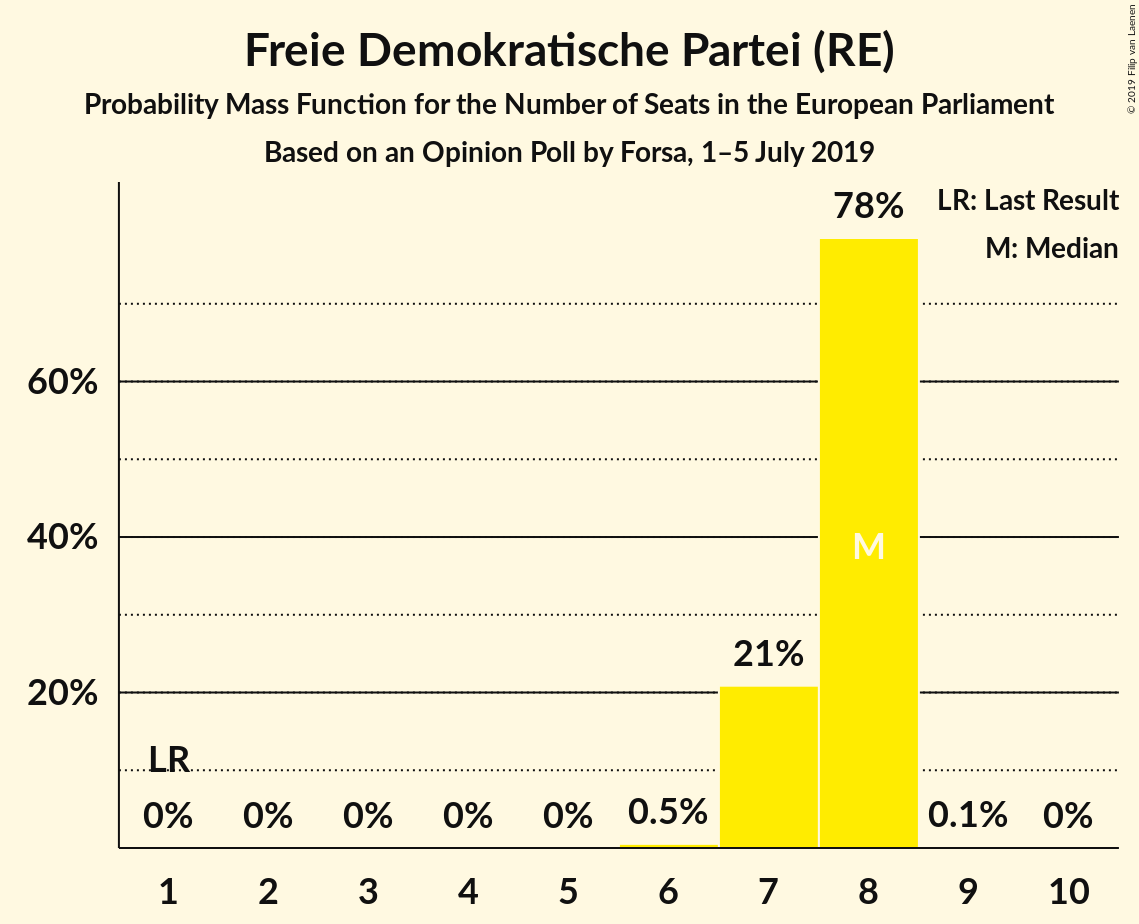 Freie Demokratische Partei (RE)
Probability Mass Function for the Number of Seats in the European Parliament
Based on an Opinion Poll by Forsa, 1–5 July 2019
© 2019 Filip van Laenen
LR: Last Result
M: Median
78%
60%
40%
M
21%
20%
LR
0% 0% 0% 0% 0% 0.5% 0.1% 0%
1 2 3 4 5 6 7 8 9 10